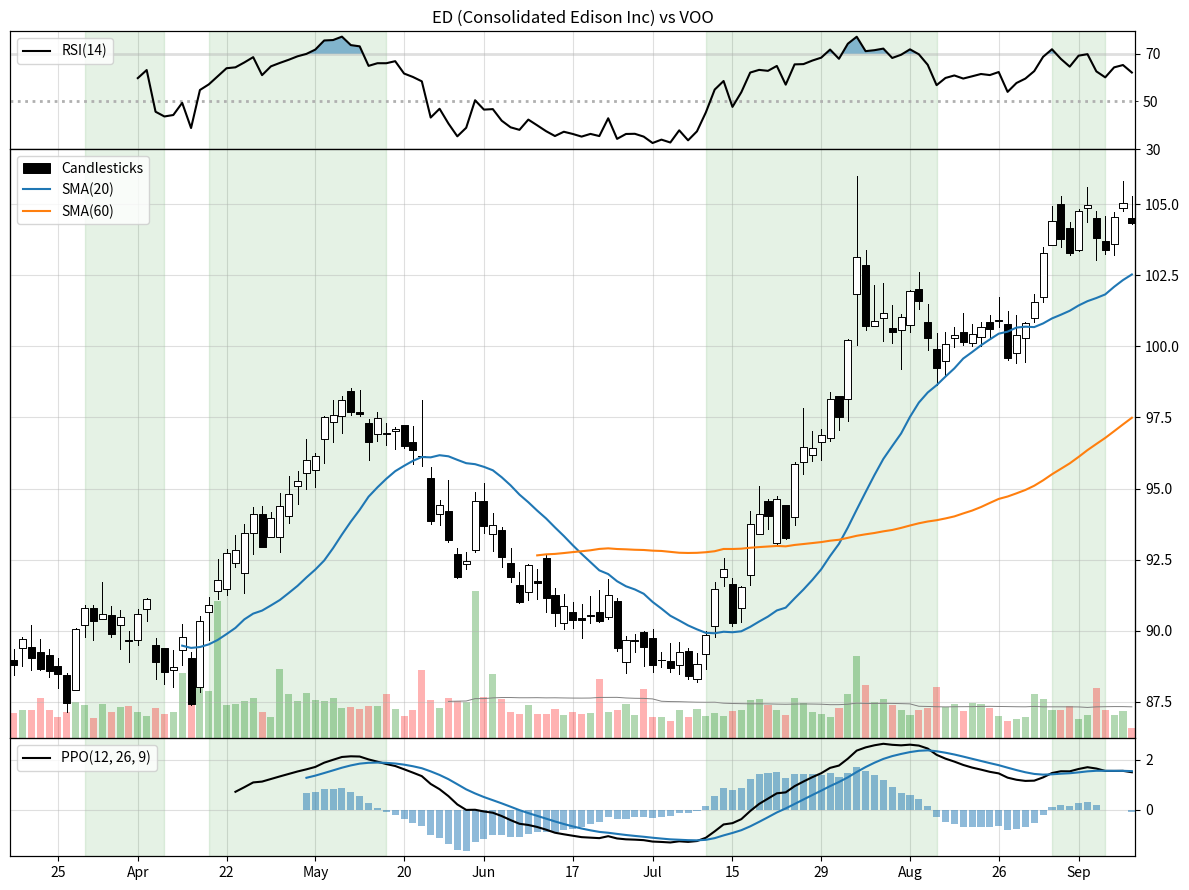 ED (Consolidated Edison Inc) vs VOO
RSI(14)
70
50
30
Candlesticks
SMA(20)
SMA(60)
105.0
102.5
100.0
97.5
95.0
92.5
90.0
87.5
PPO(12, 26, 9)
2
0
25 Apr 22 May 20 Jun 17 Jul 15 29 Aug 26 Sep